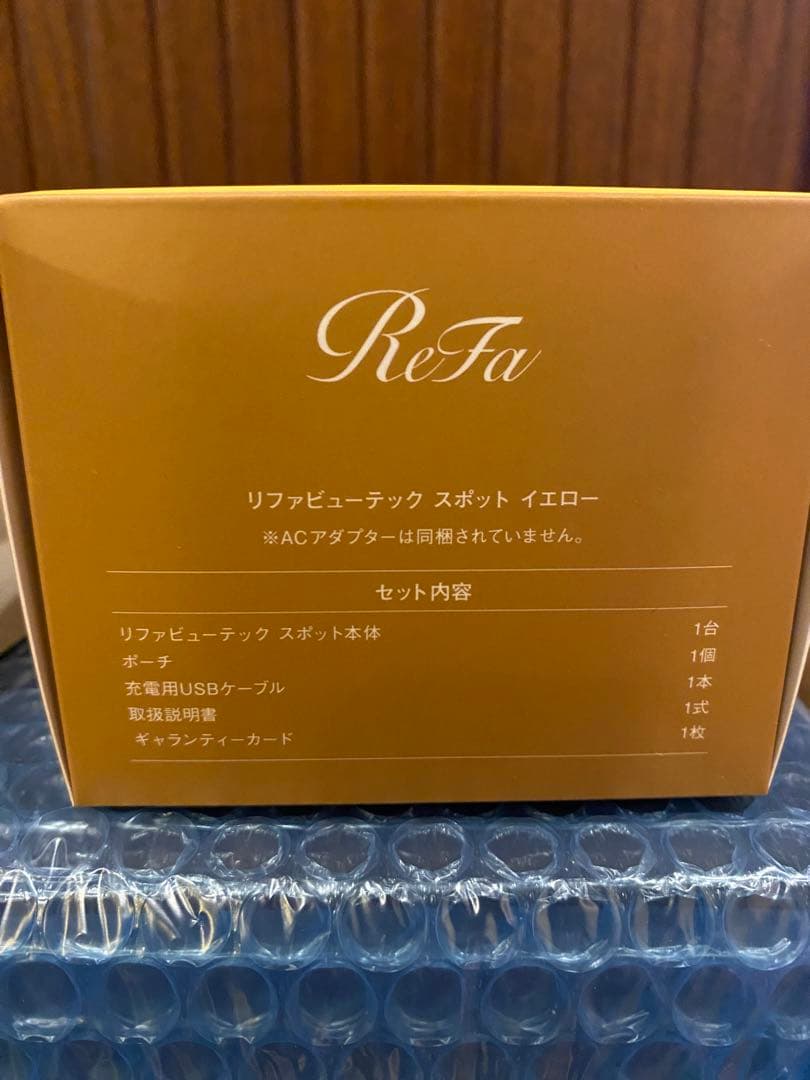 ReFa
リファビューテック スポット イエロー
※ACアダプターは同梱されていません。
セット内容
リファビューテック スポット本体 1台
ポーチ 1個
充電用USBケーブル 1本
取扱説明書 1式
ギャランティーカード 1枚